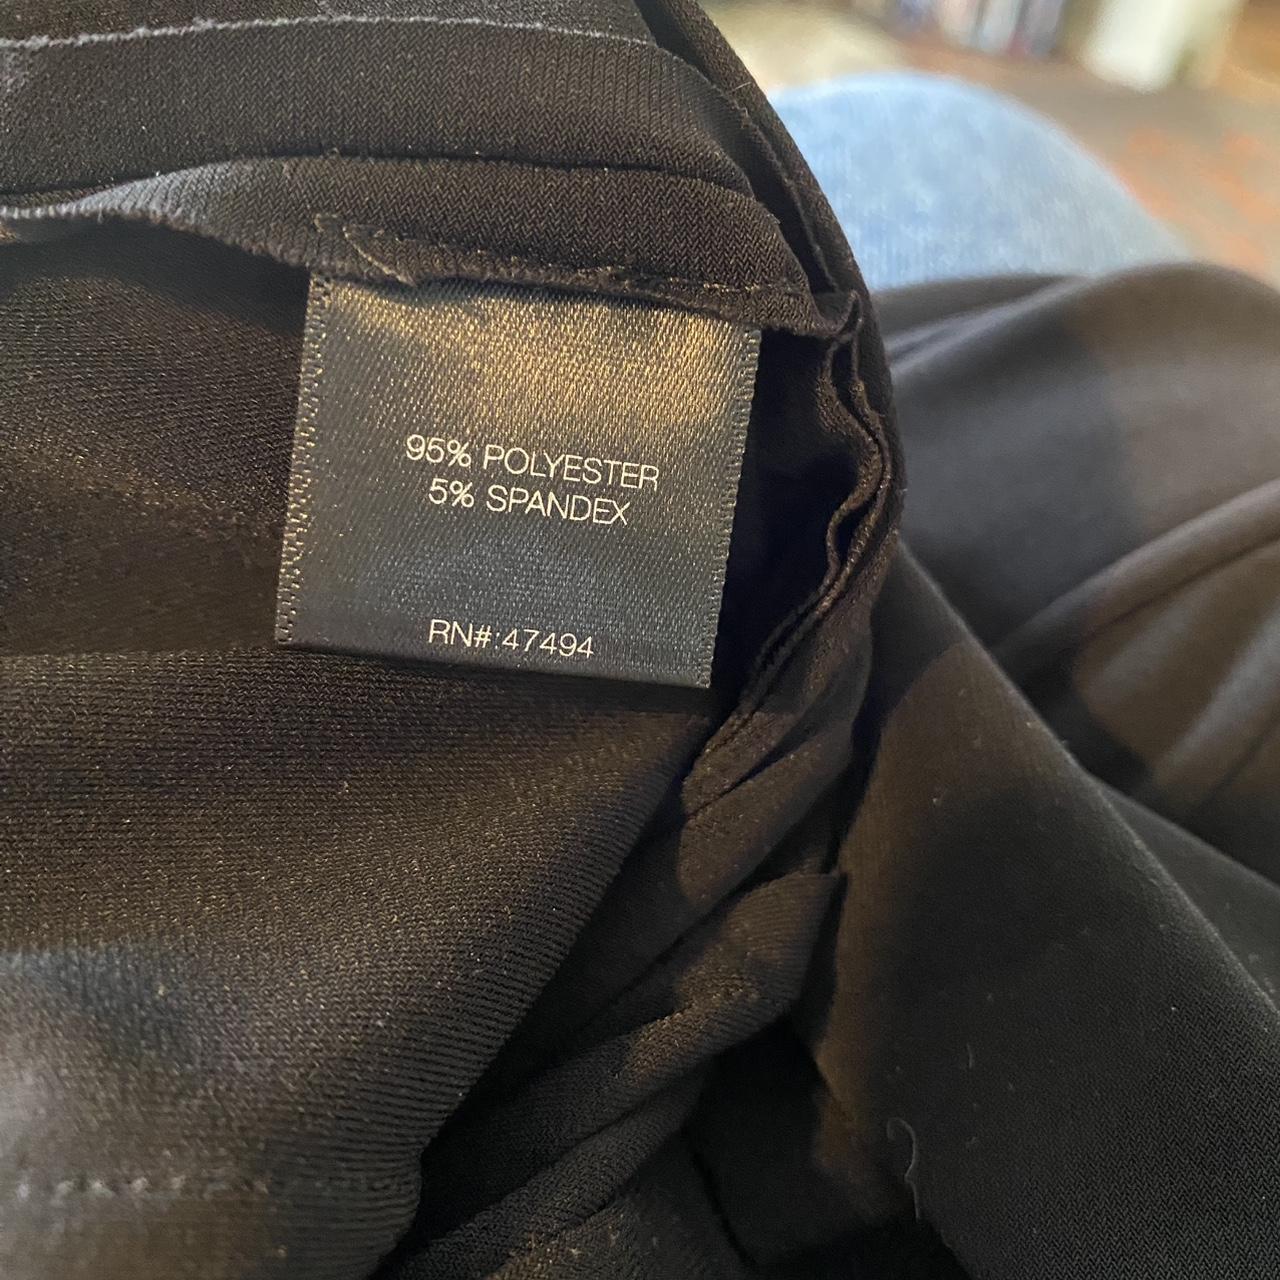 95% POLYESTER
5% SPANDEX
RN#:47494